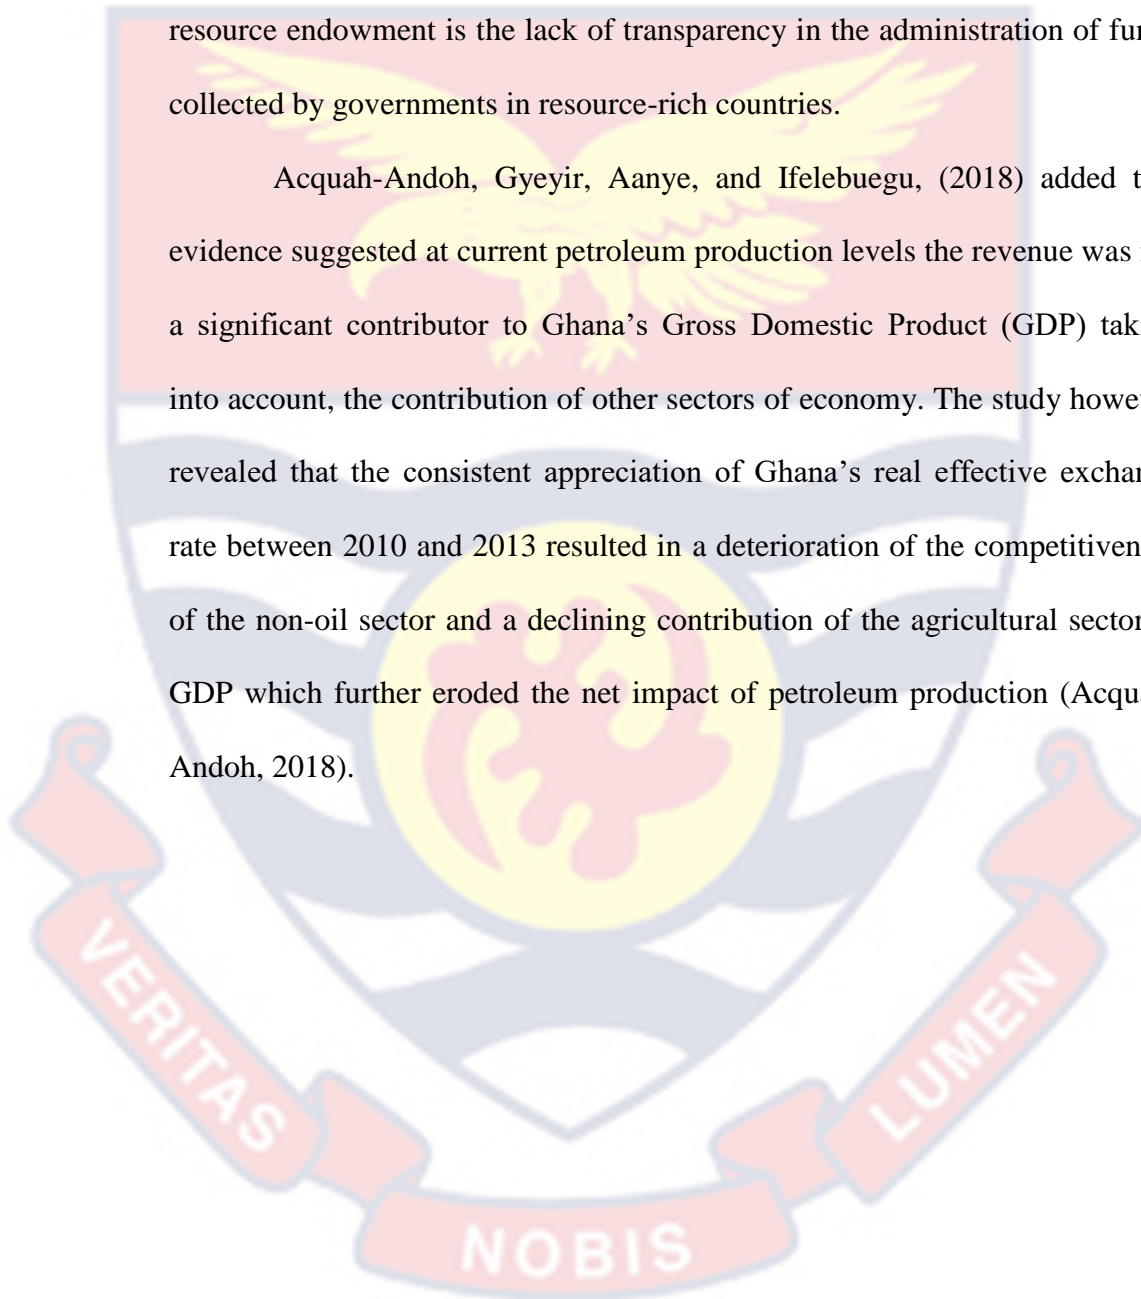 resource endowment is the lack of transparency in the administration of fun
collected by governments in resource-rich countries.
Acquah-Andoh, Gyeyir, Aanye, and Ifelebuegu, (2018) added t
evidence suggested at current petroleum production levels the revenue was
a significant contributor to Ghana’s Gross Domestic Product (GDP) taki
into account, the contribution of other sectors of economy. The study howe
revealed that the consistent appreciation of Ghana’s real effective exchan
rate between 2010 and 2013 resulted in a deterioration of the competitiven
of the non-oil sector and a declining contribution of the agricultural sector
GDP which further eroded the net impact of petroleum production (Acqua
Andoh, 2018).
VERITAS
NOBIS
LUMEN